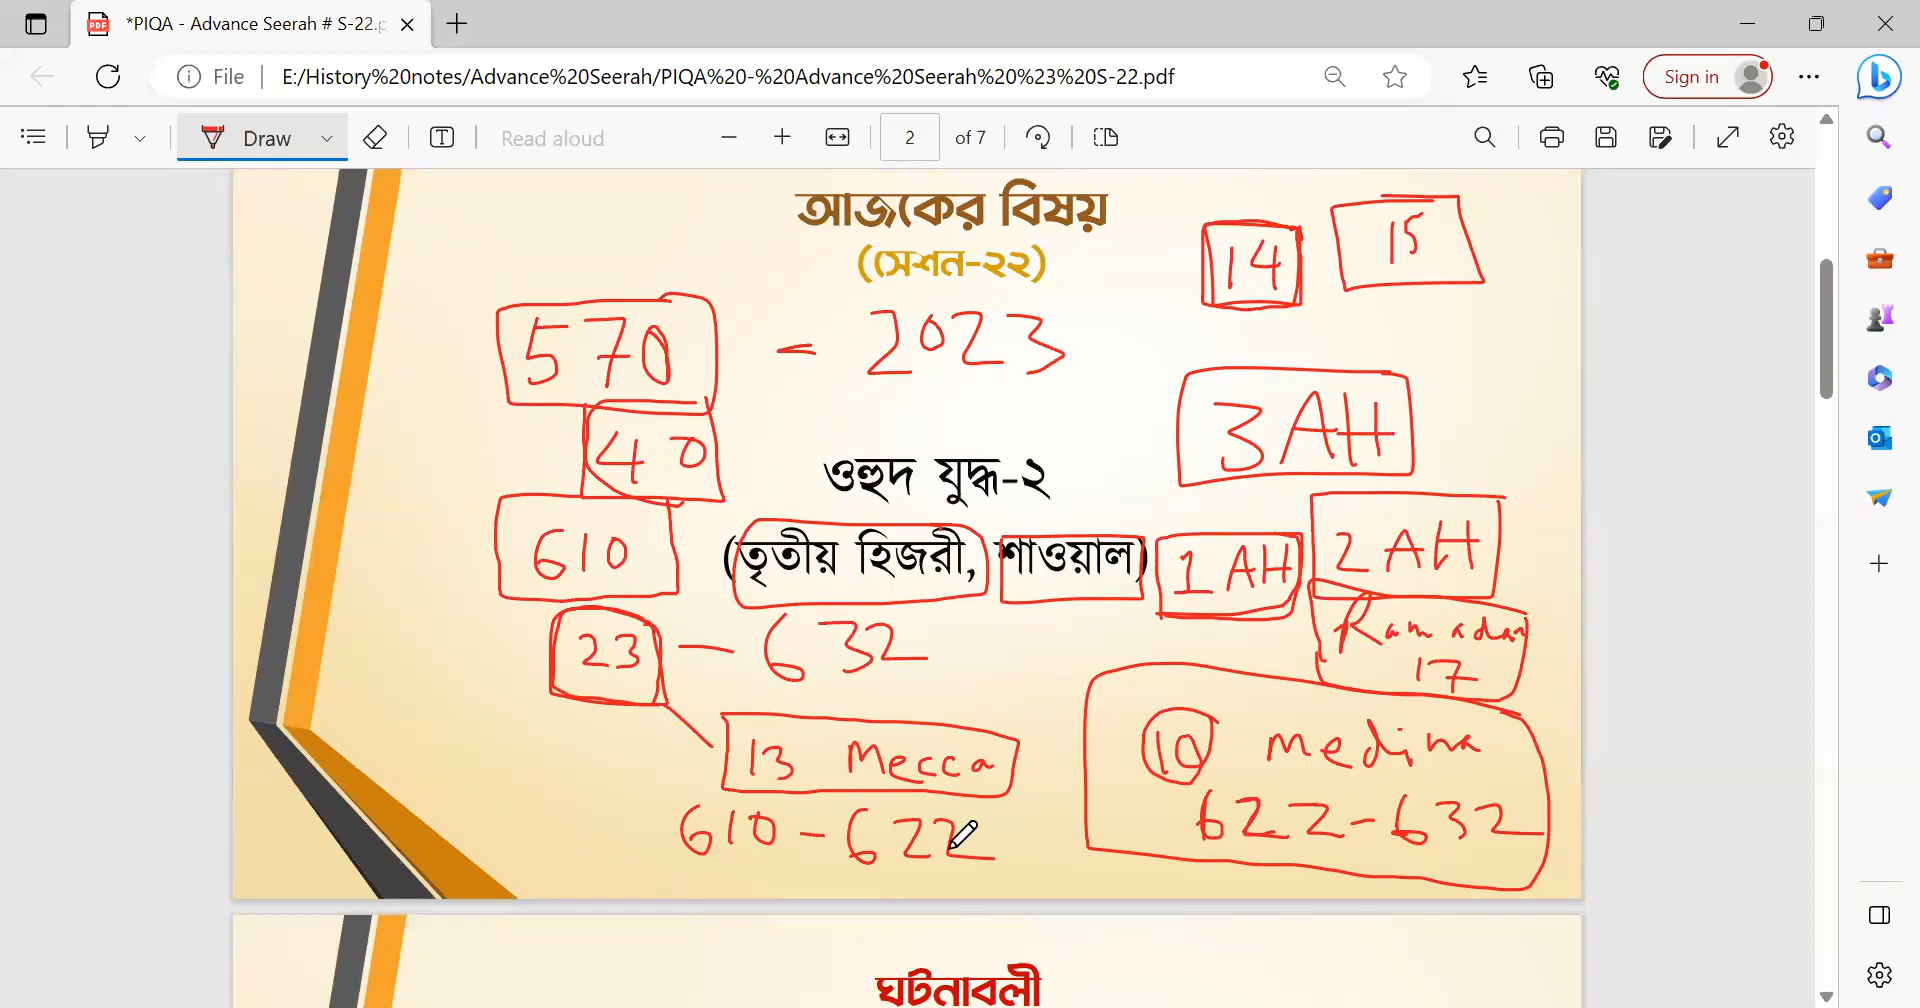 *PIQA - Advance Seerah # S-22.p
File
E:/History%20notes/Advance%20Seerah/PIQA%20-%20Advance%20Seerah%20%23%20S-22.pdf
Sign in
Draw
Read aloud
2 of 7
আজকের বিষয়
(সেশন-২২)
14
15
570 - 2023
40
3 AH
ওহুদ যুদ্ধ-২
610
(তৃতীয় হিজরী, শাওয়াল)
1 AH
2 AH
Ramadan
17
23 - 632
13 Mecca
10 Medina
610 - 622
622 - 632
ঘটনাবলী